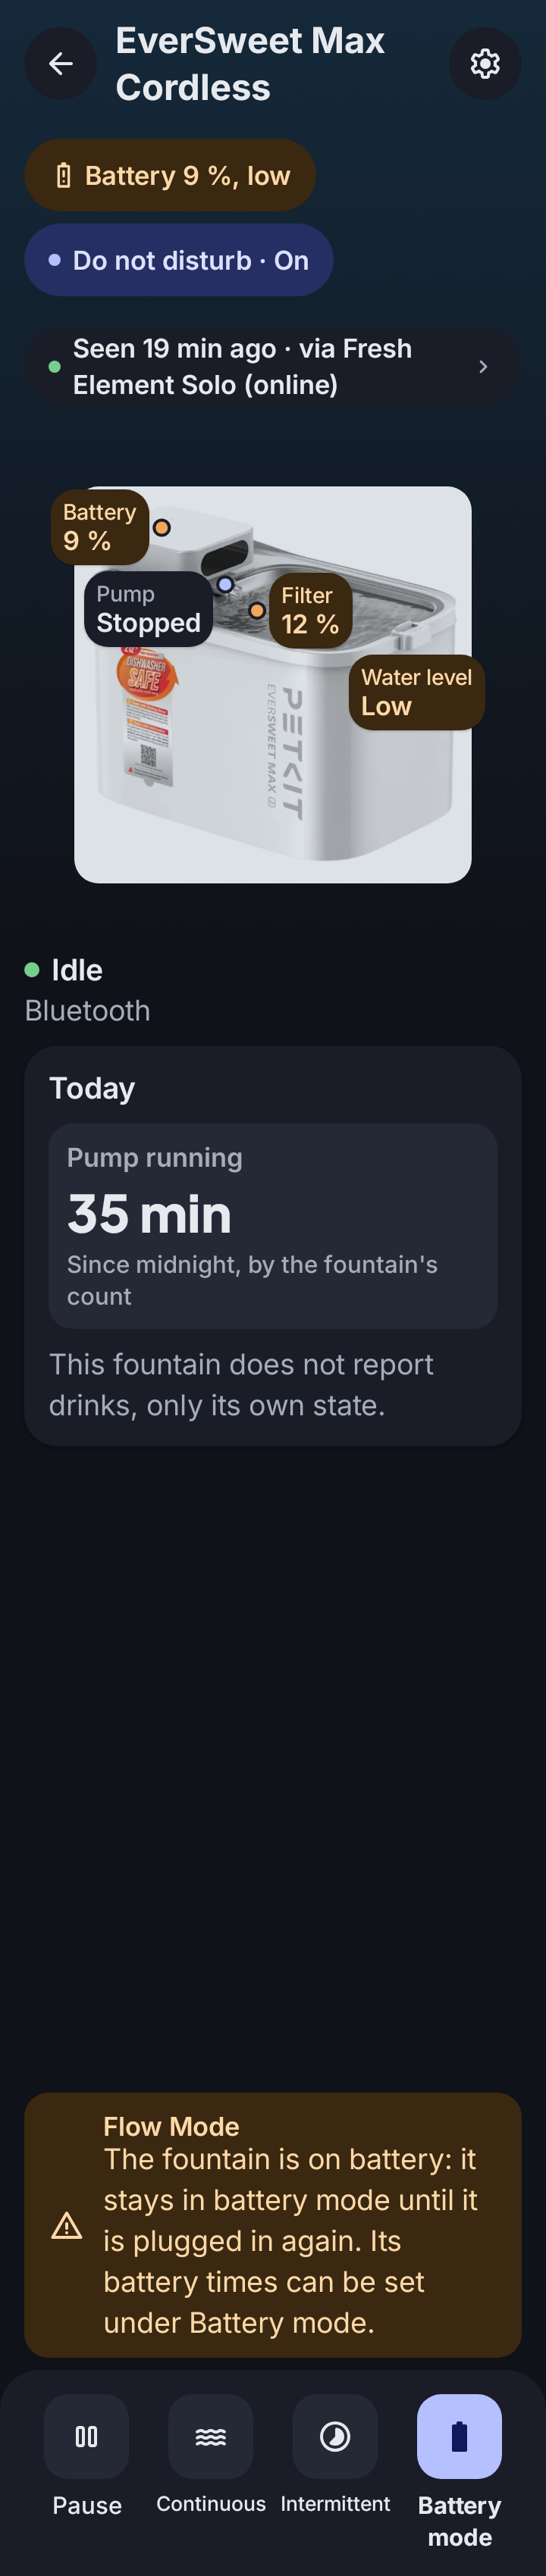 EverSweet Max
Cordless
Battery 9 %, low
Do not disturb · On
Seen 19 min ago · via Fresh
Element Solo (online)
Battery
9 %
Pump
Stopped
Filter
12 %
Water level
Low
DISHWASHER
SAFE
PETKIT
EVERSWEET MAX
Idle
Bluetooth
Today
Pump running
35 min
Since midnight, by the fountain's
count
This fountain does not report
drinks, only its own state.
Flow Mode
The fountain is on battery: it
stays in battery mode until it
is plugged in again. Its
battery times can be set
under Battery mode.
Pause
Continuous
Intermittent
Battery
mode